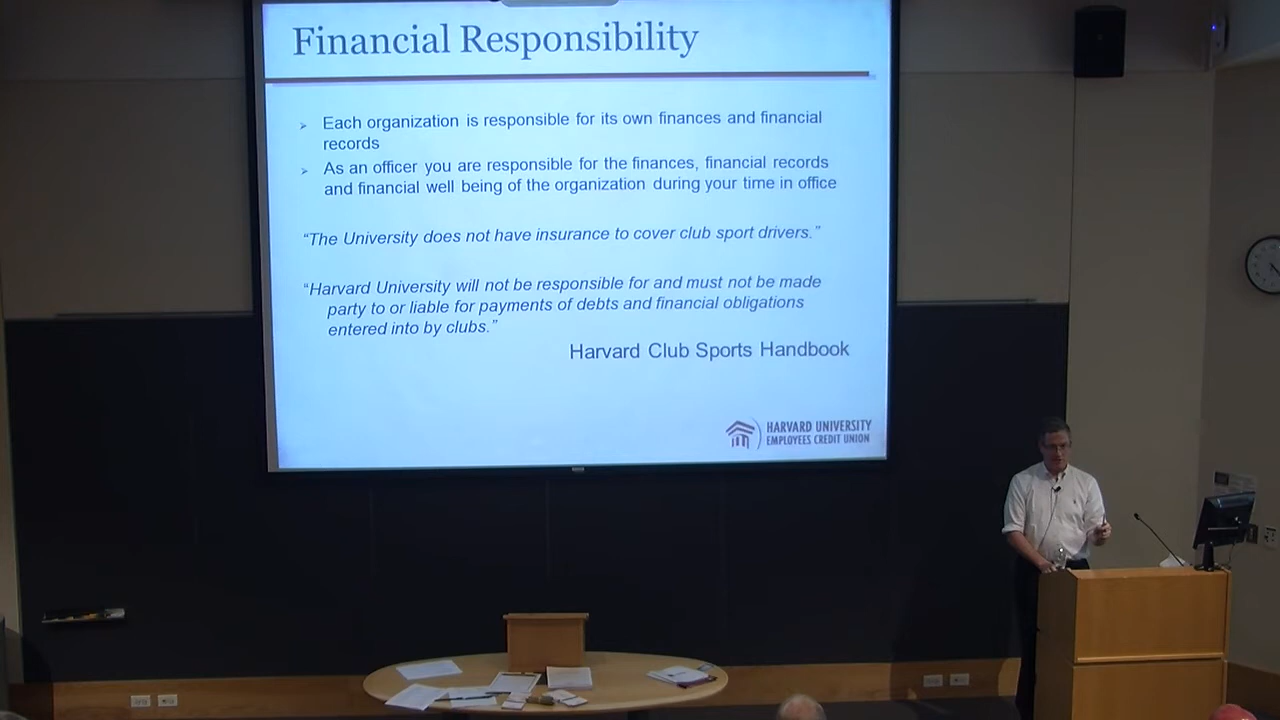 Financial Responsibility
➢ Each organization is responsible for its own finances and financial
records
➢ As an officer you are responsible for the finances, financial records
and financial well being of the organization during your time in office
“The University does not have insurance to cover club sport drivers.”
“Harvard University will not be responsible for and must not be made
party to or liable for payments of debts and financial obligations
entered into by clubs.”
Harvard Club Sports Handbook
HARVARD UNIVERSITY
EMPLOYEES CREDIT UNION